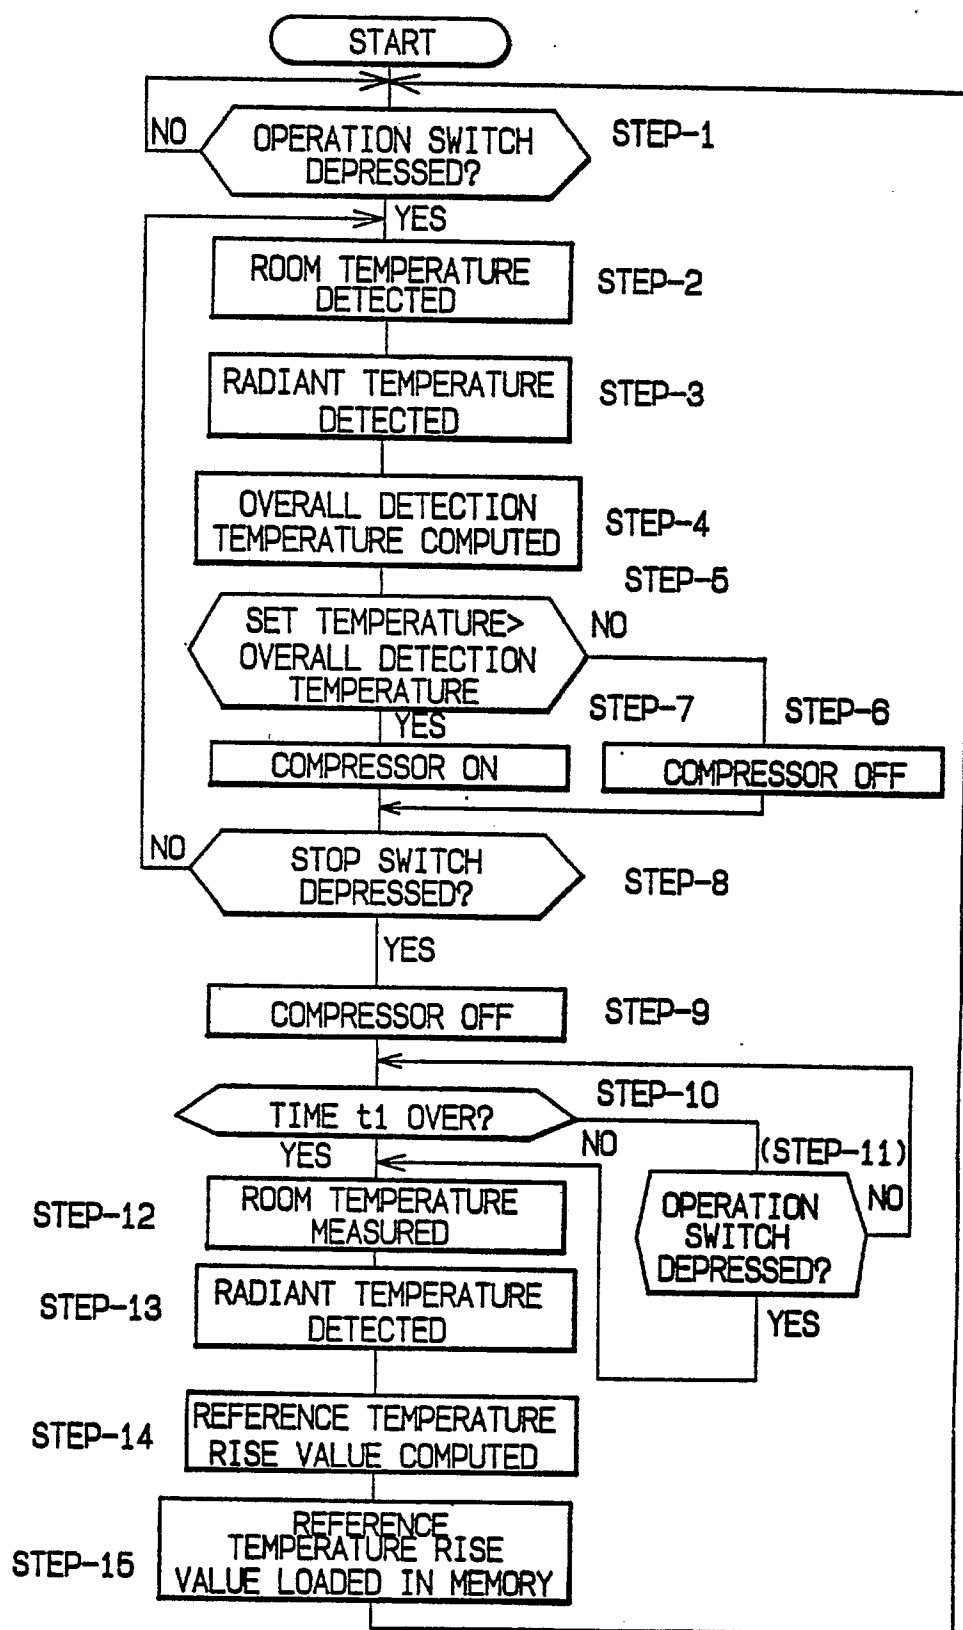 START
NO
OPERATION SWITCH
DEPRESSED?
STEP-1
YES
ROOM TEMPERATURE
DETECTED
STEP-2
RADIANT TEMPERATURE
DETECTED
STEP-3
OVERALL DETECTION
TEMPERATURE COMPUTED
STEP-4
STEP-5
SET TEMPERATURE>
OVERALL DETECTION
TEMPERATURE
NO
YES
STEP-7
STEP-6
COMPRESSOR ON
COMPRESSOR OFF
NO
STOP SWITCH
DEPRESSED?
STEP-8
YES
COMPRESSOR OFF
STEP-9
STEP-10
TIME t1 OVER?
YES
NO
(STEP-11)
OPERATION
SWITCH
DEPRESSED?
NO
YES
STEP-12
ROOM TEMPERATURE
MEASURED
STEP-13
RADIANT TEMPERATURE
DETECTED
STEP-14
REFERENCE TEMPERATURE
RISE VALUE COMPUTED
STEP-15
REFERENCE
TEMPERATURE RISE
VALUE LOADED IN MEMORY